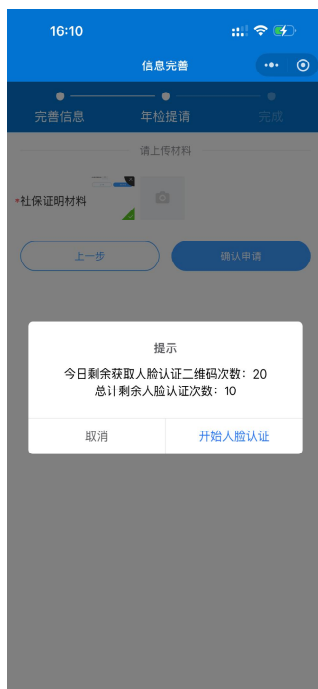 16:10
信息完善
完善信息 年检提请 完成
请上传材料
*社保证明材料
上一步 确认申请
提示
今日剩余获取人脸认证二维码次数：20
总计剩余人脸认证次数：10
取消 开始人脸认证